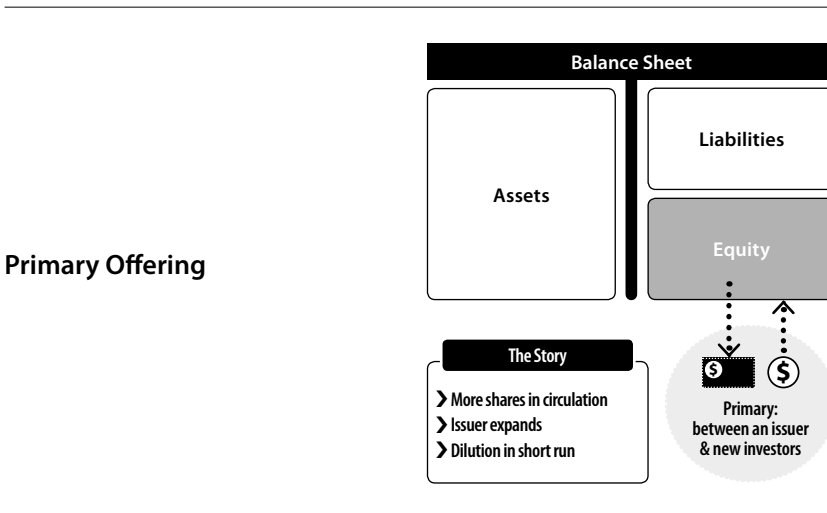 Balance Sheet
Assets
Liabilities
Equity
Primary Offering
The Story
❯ More shares in circulation
❯ Issuer expands
❯ Dilution in short run
$
$
Primary:
between an issuer
& new investors